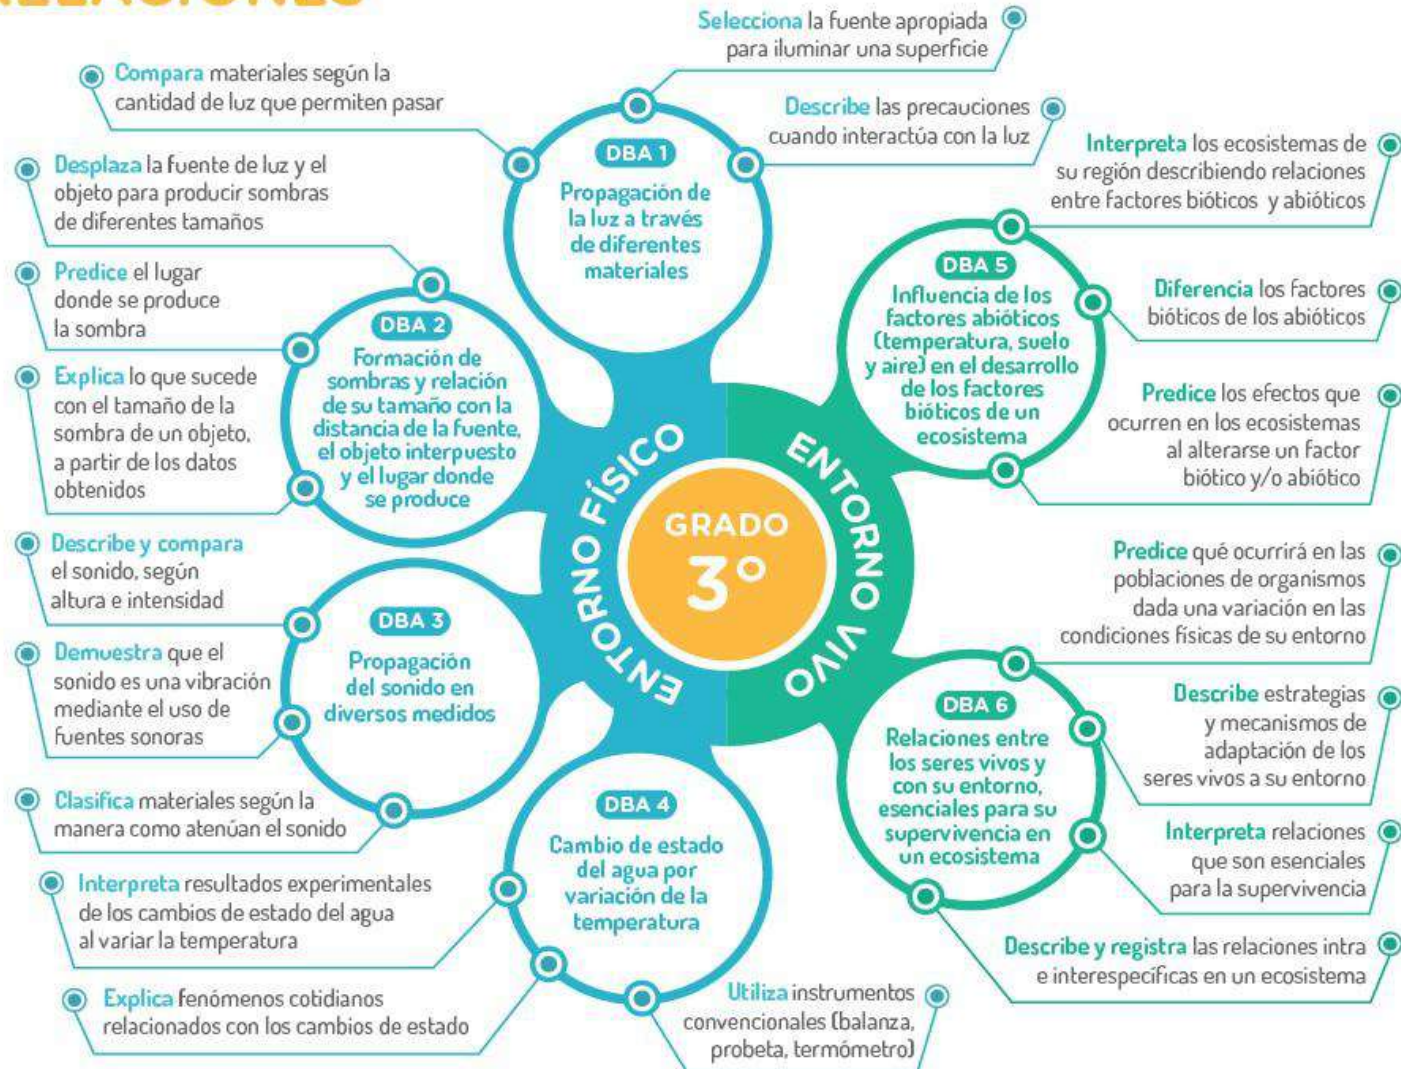 RELACIONES
Selecciona la fuente apropiada
para iluminar una superficie
Compara materiales según la
cantidad de luz que permiten pasar
Describe las precauciones
cuando interactúa con la luz
DBA 1
Propagación de
la luz a través
de diferentes
materiales
Desplaza la fuente de luz y el
objeto para producir sombras
de diferentes tamaños
Predice el lugar
donde se produce
la sombra
Explica lo que sucede
con el tamaño de la
sombra de un objeto,
a partir de los datos
obtenidos
DBA 2
Formación de
sombras y relación
de su tamaño con la
distancia de la fuente,
el objeto interpuesto
y el lugar donde
se produce
Describe y compara
el sonido, según
altura e intensidad
Demuestra que el
sonido es una vibración
mediante el uso de
fuentes sonoras
Clasifica materiales según la
manera como atenúan el sonido
DBA 3
Propagación
del sonido en
diversos medidos
Interpreta resultados experimentales
de los cambios de estado del agua
al variar la temperatura
Explica fenómenos cotidianos
relacionados con los cambios de estado
Utiliza instrumentos
convencionales (balanza,
probeta, termómetro)
DBA 4
Cambio de estado
del agua por
variación de la
temperatura
ENTORNO FÍSICO
GRADO
3°
ENTORNO VIVO
Interpreta los ecosistemas de
su región describiendo relaciones
entre factores bióticos y abióticos
Diferencia los factores
bióticos de los abióticos
Predice los efectos que
ocurren en los ecosistemas
al alterarse un factor
biótico y/o abiótico
DBA 5
Influencia de los
factores abióticos
(temperatura, suelo
y aire) en el desarrollo
de los factores
bióticos de un
ecosistema
Predice qué ocurrirá en las
poblaciones de organismos
dada una variación en las
condiciones físicas de su entorno
Describe estrategias
y mecanismos de
adaptación de los
seres vivos a su entorno
Interpreta relaciones
que son esenciales
para la supervivencia
Describe y registra las relaciones intra
e interespecíficas en un ecosistema
DBA 6
Relaciones entre
los seres vivos y
con su entorno,
esenciales para su
supervivencia en
un ecosistema